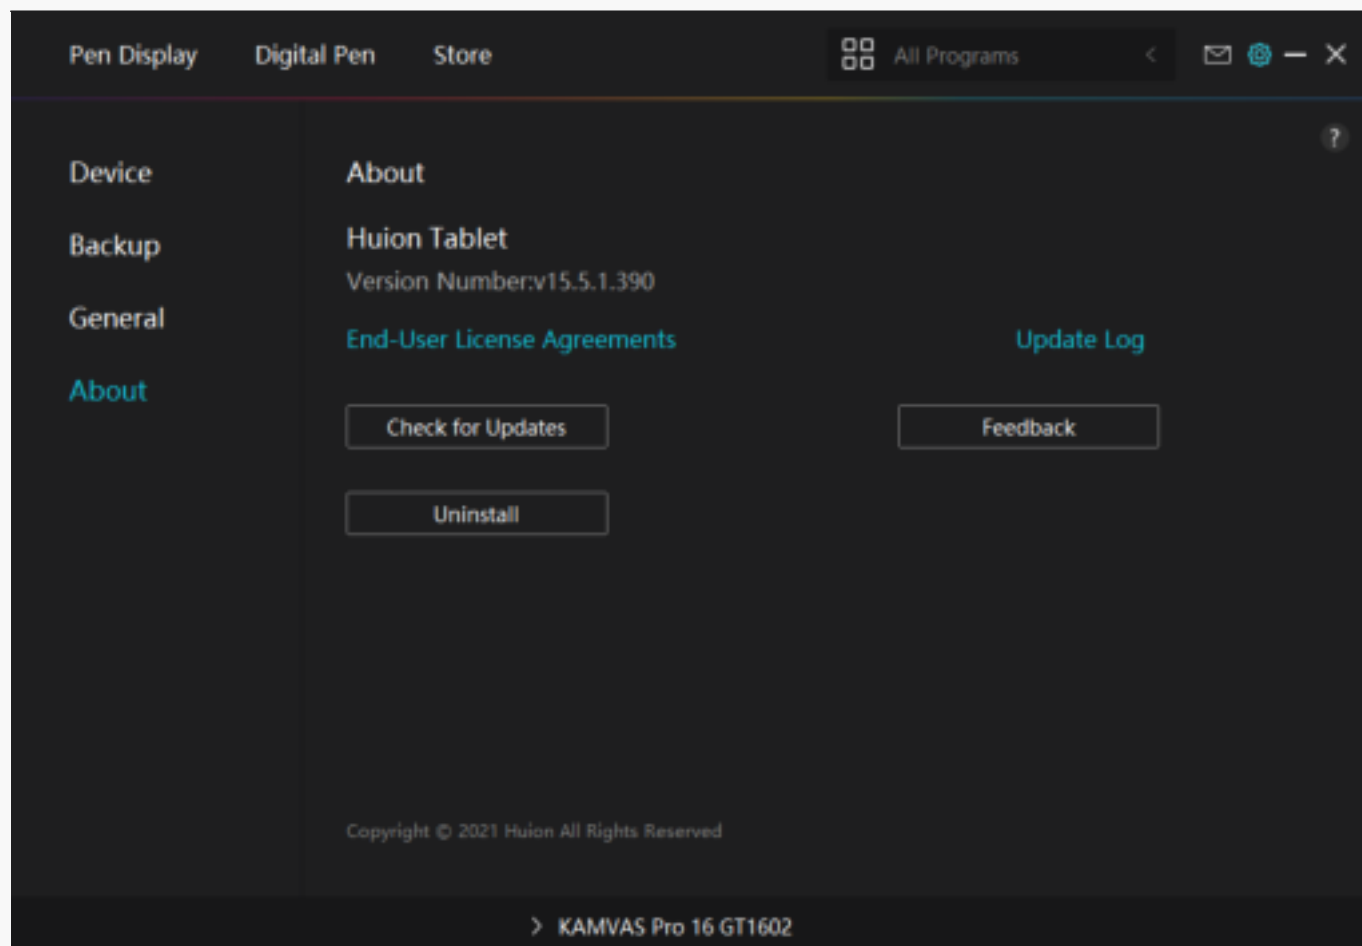 Pen Display Digital Pen Store All Programs
?
Device
Backup
General
About
About
Huion Tablet
Version Number:v15.5.1.390
End-User License Agreements Update Log
Check for Updates Feedback
Uninstall
Copyright © 2021 Huion All Rights Reserved
> KAMVAS Pro 16 GT1602